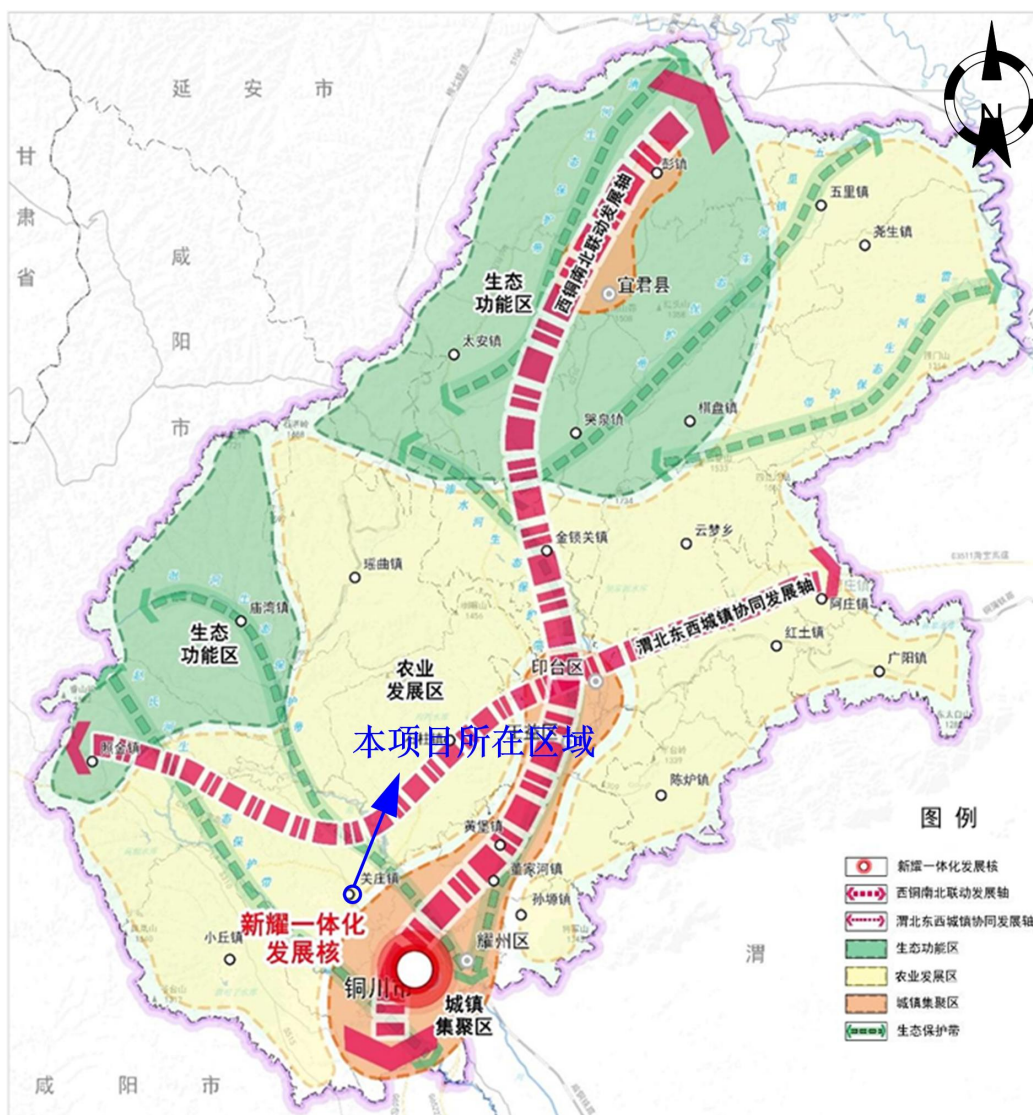 延安市
甘肃省
咸阳市
N
彭镇
五里镇
尧生镇
西铜南北联动发展轴
生态
功能区
宜君县
太安镇
哭泉镇
棋盘镇
金锁关镇
云梦乡
瑶曲镇
庙湾镇
生态
功能区
渭北东西城镇协同发展轴
阿庄镇
红土镇
广阳镇
印台区
农业
发展区
照金镇
本项目所在区域
陈炉镇
黄堡镇
董家河镇
孙塬镇
关庄镇
新耀一体化
发展核
小丘镇
耀州区
铜川市
城镇
集聚区
渭
咸阳市
图例
新耀一体化发展核
西铜南北联动发展轴
渭北东西城镇协同发展轴
生态功能区
农业发展区
城镇集聚区
生态保护带